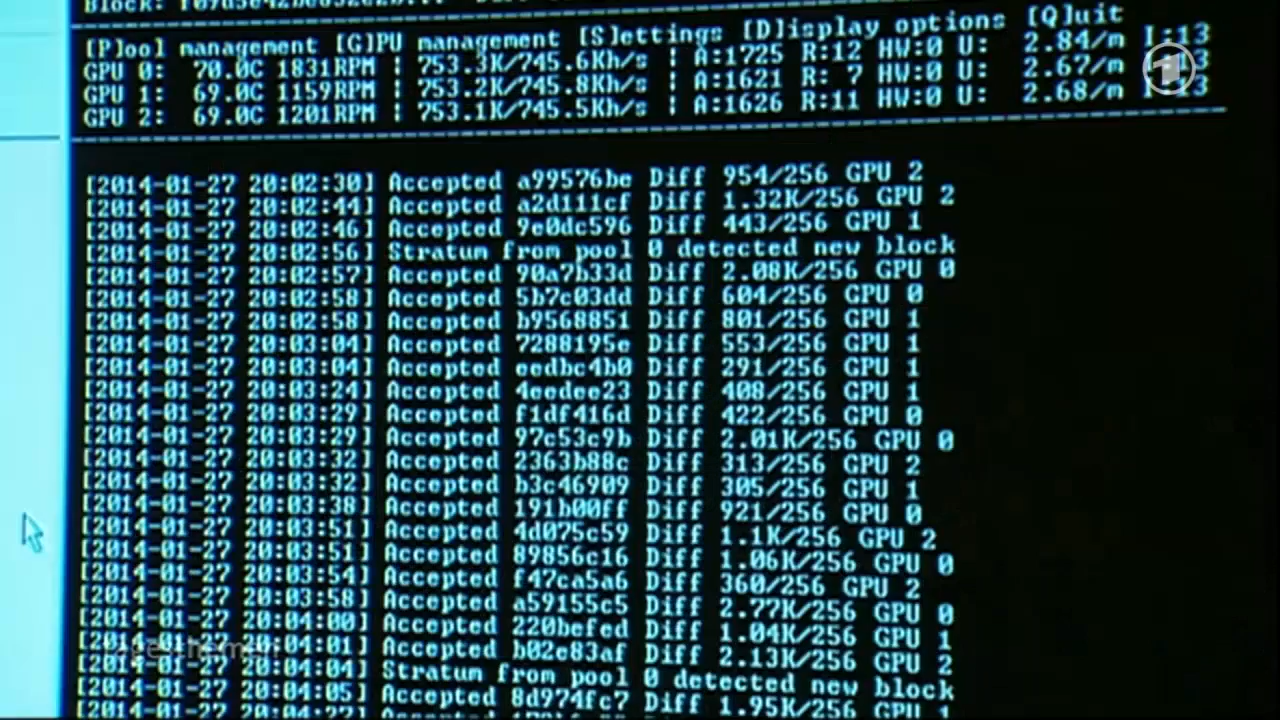 [P]ool management [G]PU management [S]ettings [D]isplay options [Q]uit
GPU 0: 70.0C 1831RPM | 753.3K/745.6Kh/s | A:1725 R:12 HW:0 U: 2.84/m I:13
GPU 1: 69.0C 1159RPM | 753.2K/745.8Kh/s | A:1621 R: 7 HW:0 U: 2.67/m I:13
GPU 2: 69.0C 1201RPM | 753.1K/745.5Kh/s | A:1626 R:11 HW:0 U: 2.68/m I:13
[2014-01-27 20:02:30] Accepted a99576be Diff 954/256 GPU 2
[2014-01-27 20:02:44] Accepted a2d111cf Diff 1.32K/256 GPU 2
[2014-01-27 20:02:46] Accepted 9e0dc596 Diff 443/256 GPU 1
[2014-01-27 20:02:56] Stratum from pool 0 detected new block
[2014-01-27 20:02:57] Accepted 90a7b33d Diff 2.08K/256 GPU 0
[2014-01-27 20:02:58] Accepted 5b7c03dd Diff 604/256 GPU 0
[2014-01-27 20:02:58] Accepted b9568851 Diff 801/256 GPU 1
[2014-01-27 20:03:04] Accepted 7288195e Diff 553/256 GPU 1
[2014-01-27 20:03:04] Accepted eedbc4b0 Diff 291/256 GPU 1
[2014-01-27 20:03:24] Accepted 4eedee23 Diff 408/256 GPU 1
[2014-01-27 20:03:29] Accepted f1df416d Diff 422/256 GPU 0
[2014-01-27 20:03:29] Accepted 97c53c9b Diff 2.01K/256 GPU 0
[2014-01-27 20:03:32] Accepted 2363b88c Diff 313/256 GPU 2
[2014-01-27 20:03:32] Accepted b3c46909 Diff 305/256 GPU 1
[2014-01-27 20:03:38] Accepted 191b00ff Diff 921/256 GPU 0
[2014-01-27 20:03:51] Accepted 4d075c59 Diff 1.1K/256 GPU 2
[2014-01-27 20:03:51] Accepted 89856c16 Diff 1.06K/256 GPU 0
[2014-01-27 20:03:54] Accepted f47ca5a6 Diff 360/256 GPU 2
[2014-01-27 20:03:58] Accepted a59155c5 Diff 2.77K/256 GPU 0
[2014-01-27 20:04:00] Accepted 220befed Diff 1.04K/256 GPU 1
[2014-01-27 20:04:01] Accepted b02e83af Diff 2.13K/256 GPU 2
[2014-01-27 20:04:04] Stratum from pool 0 detected new block
[2014-01-27 20:04:05] Accepted 8d974fc7 Diff 1.95K/256 GPU 1